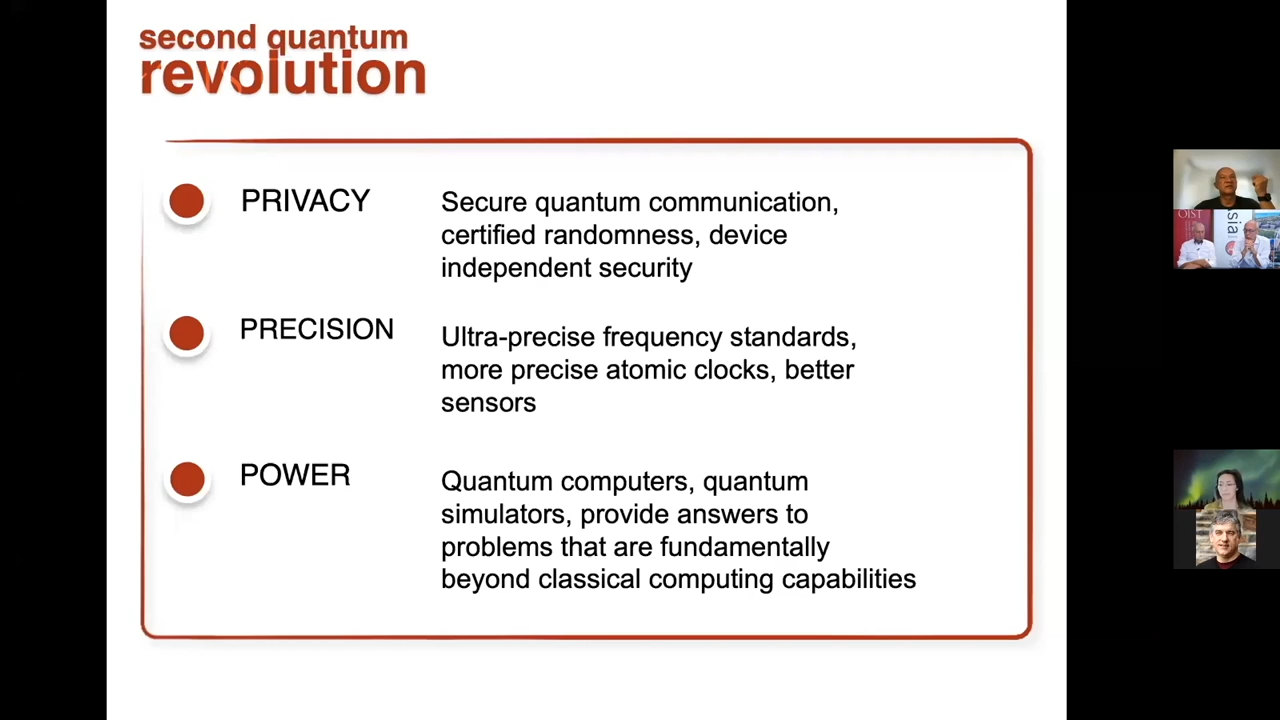 second quantum
revolution
PRIVACY
Secure quantum communication,
certified randomness, device
independent security
PRECISION
Ultra-precise frequency standards,
more precise atomic clocks, better
sensors
POWER
Quantum computers, quantum
simulators, provide answers to
problems that are fundamentally
beyond classical computing capabilities
OIST
sia